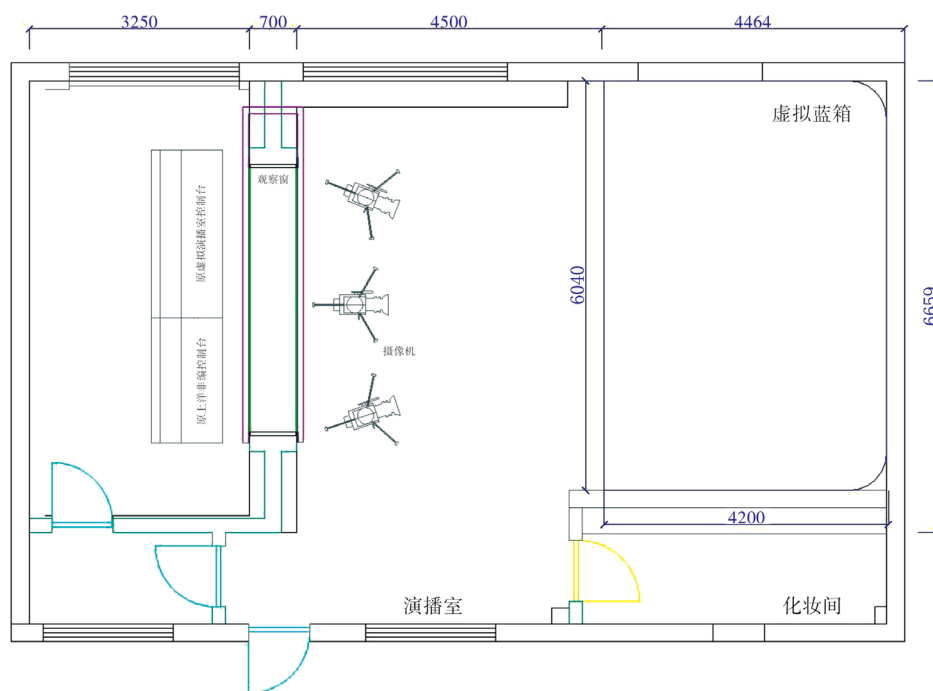 3250
700
4500
4464
虚拟蓝箱
观察窗
原虚拟演播室控制台
6040
6659
摄像机
原上洋非编控制台
4200
演播室
化妆间